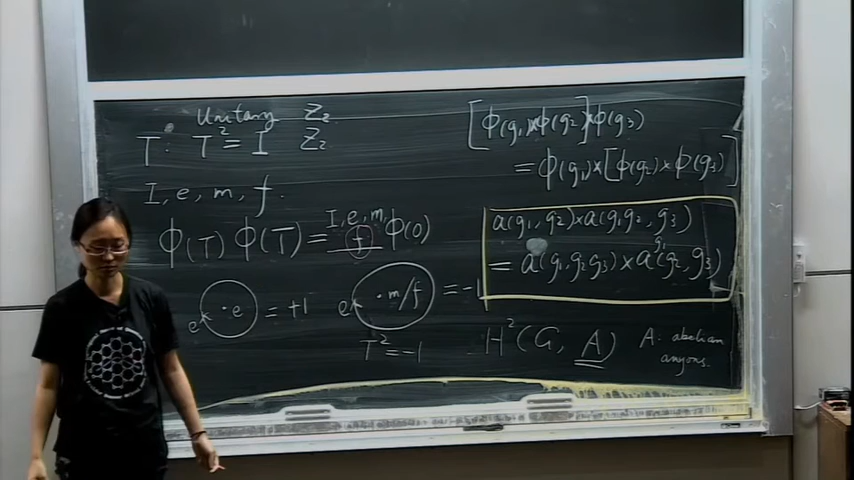 Unitary Z₂
T: T² = I Z₂
I, e, m, f.
I, e, m,
ϕ(T) ϕ(T) = f ϕ(0)
e · e = +1
e · m/f = -1
T² = -1
[ϕ(g₁)×ϕ(g₂)]×ϕ(g₃)
= ϕ(g₁)×[ϕ(g₂)×ϕ(g₃)]
a(g₁, g₂)×a(g₁g₂, g₃)
= a(g₁, g₂g₃)×a^{g₁}(g₂, g₃)
H²(G, A) A: abelian
anyons.